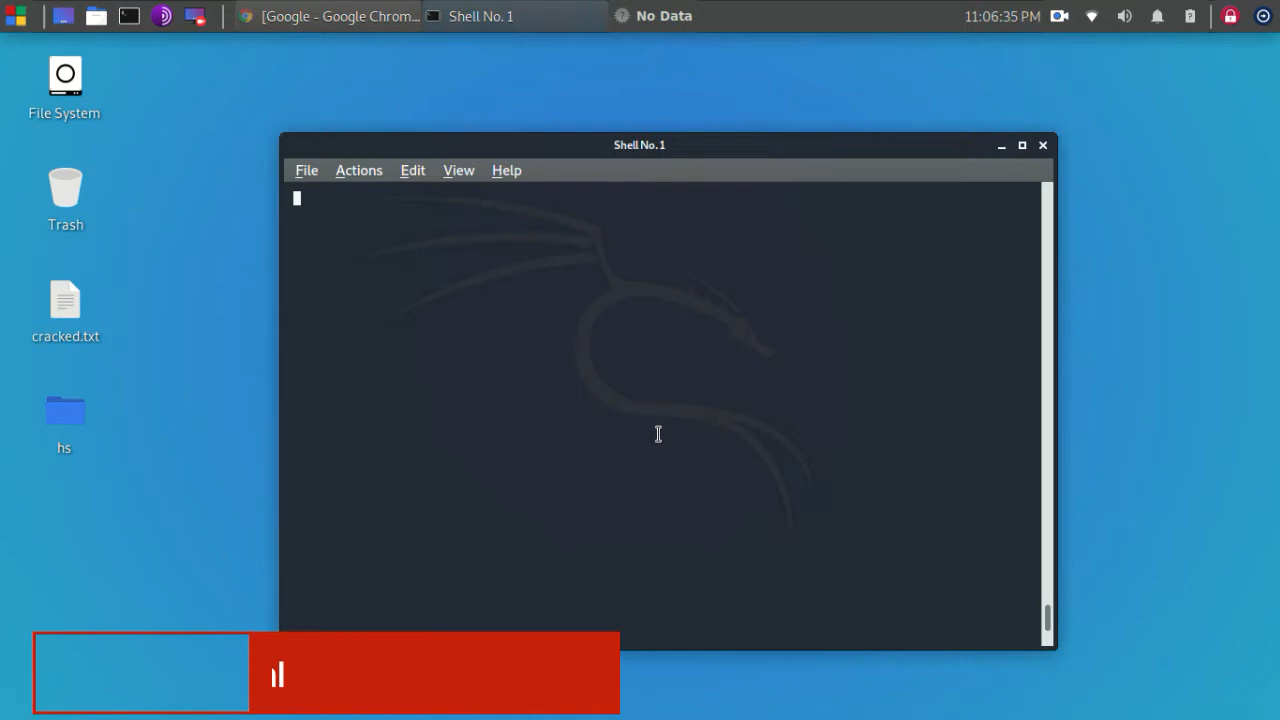 [Google - Google Chrom... Shell No. 1 No Data 11:06:35 PM
File System
Trash
cracked.txt
hs
Shell No. 1
File Actions Edit View Help